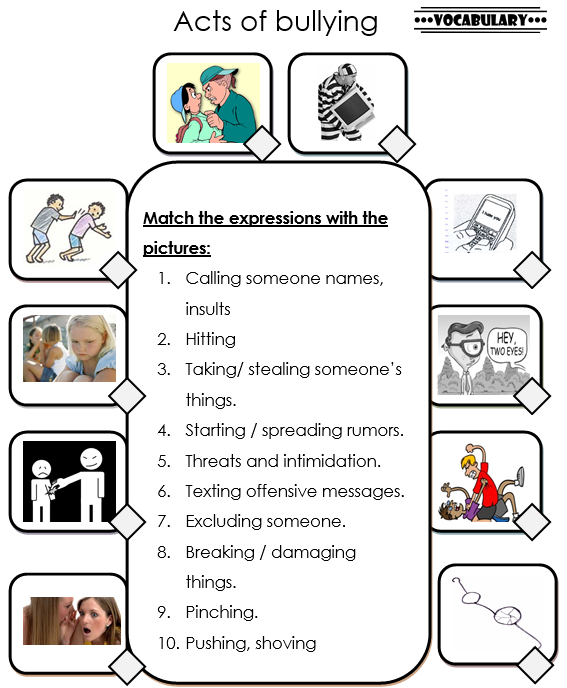 Acts of bullying
•••VOCABULARY•••
Match the expressions with the
pictures:
1. Calling someone names,
insults
2. Hitting
3. Taking/ stealing someone’s
things.
4. Starting / spreading rumors.
5. Threats and intimidation.
6. Texting offensive messages.
7. Excluding someone.
8. Breaking / damaging
things.
9. Pinching.
10. Pushing, shoving
I hate you
HEY,
TWO EYES!